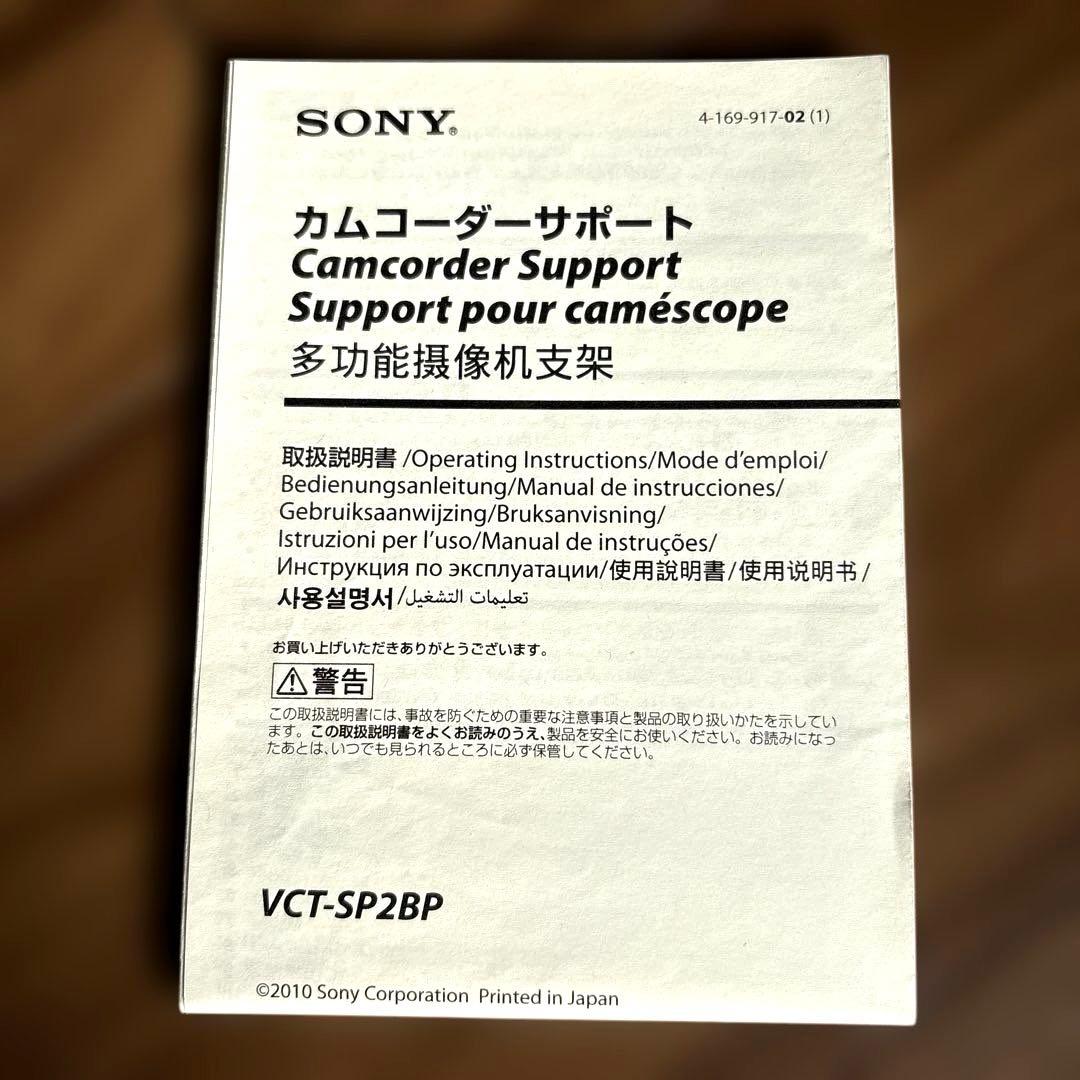 SONY®
4-169-917-02 (1)
カムコーダーサポート
Camcorder Support
Support pour caméscope
多功能摄像机支架
取扱説明書 /Operating Instructions/Mode d'emploi/
Bedienungsanleitung/Manual de instrucciones/
Gebruiksaanwijzing/Bruksanvisning/
Istruzioni per l'uso/Manual de instruções/
Инструкция по эксплуатации/使用說明書/使用说明书/
사용설명서/تعليمات التشغيل
お買い上げいただきありがとうございます。
⚠警告
この取扱説明書には、事故を防ぐための重要な注意事項と製品の取り扱いかたを示してい
ます。この取扱説明書をよくお読みのうえ、製品を安全にお使いください。お読みになっ
たあとは、いつでも見られるところに必ず保管してください。
VCT-SP2BP
©2010 Sony Corporation Printed in Japan